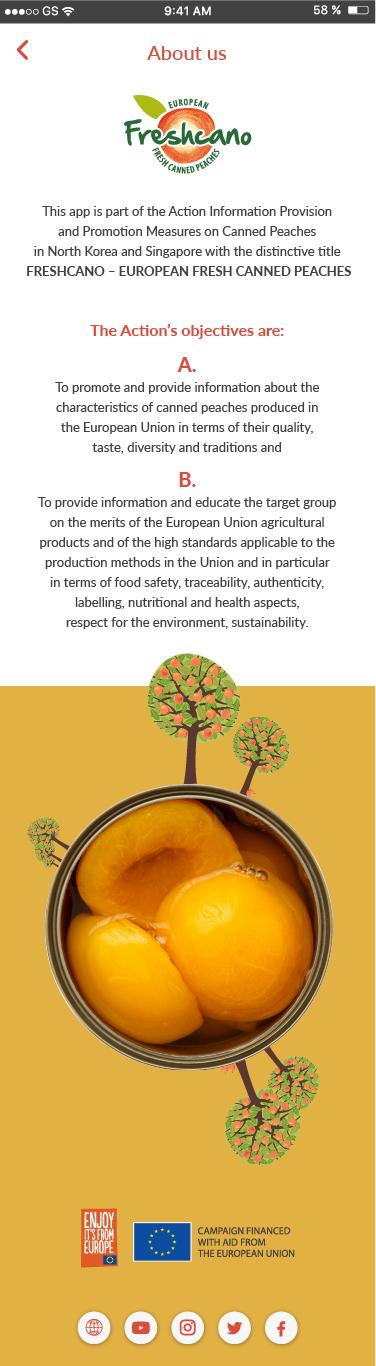 GS
9:41 AM
58 %
About us
EUROPEAN
Freshcano
FRESH CANNED PEACHES
This app is part of the Action Information Provision
and Promotion Measures on Canned Peaches
in North Korea and Singapore with the distinctive title
FRESHCANO – EUROPEAN FRESH CANNED PEACHES
The Action's objectives are:
A.
To promote and provide information about the
characteristics of canned peaches produced in
the European Union in terms of their quality,
taste, diversity and traditions and
B.
To provide information and educate the target group
on the merits of the European Union agricultural
products and of the high standards applicable to the
production methods in the Union and in particular
in terms of food safety, traceability, authenticity,
labelling, nutritional and health aspects,
respect for the environment, sustainability.
ENJOY
IT'S FROM
EUROPE
CAMPAIGN FINANCED
WITH AID FROM
THE EUROPEAN UNION